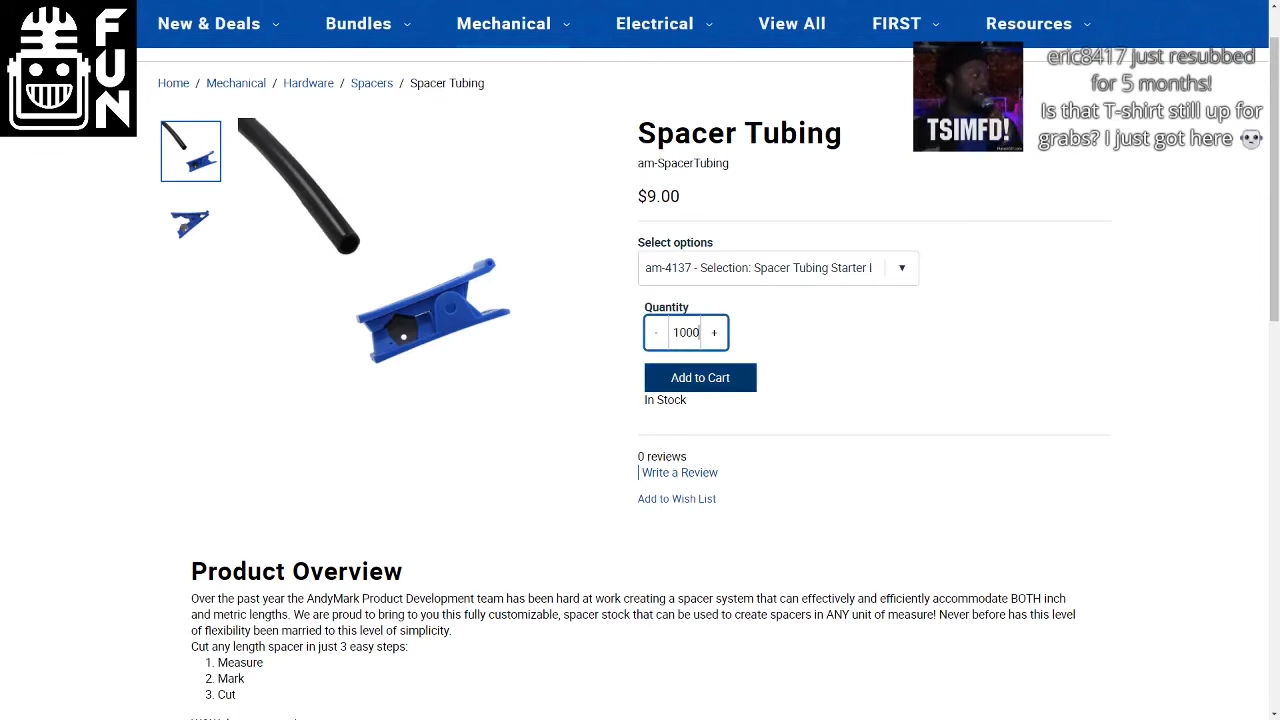 New & Deals
Bundles
Mechanical
Electrical
View All
FIRST
Resources
FUN
Home / Mechanical / Hardware / Spacers / Spacer Tubing
TSIMFD!
eric8417 just resubbed
for 5 months!
Is that T-shirt still up for
grabs? I just got here
Spacer Tubing
am-SpacerTubing
$9.00
Select options
am-4137 - Selection: Spacer Tubing Starter
Quantity
- 1000 +
Add to Cart
In Stock
0 reviews
Write a Review
Add to Wish List
Product Overview
Over the past year the AndyMark Product Development team has been hard at work creating a spacer system that can effectively and efficiently accommodate BOTH inch
and metric lengths. We are proud to bring to you this fully customizable, spacer stock that can be used to create spacers in ANY unit of measure! Never before has this level
of flexibility been married to this level of simplicity.
Cut any length spacer in just 3 easy steps:
1. Measure
2. Mark
3. Cut